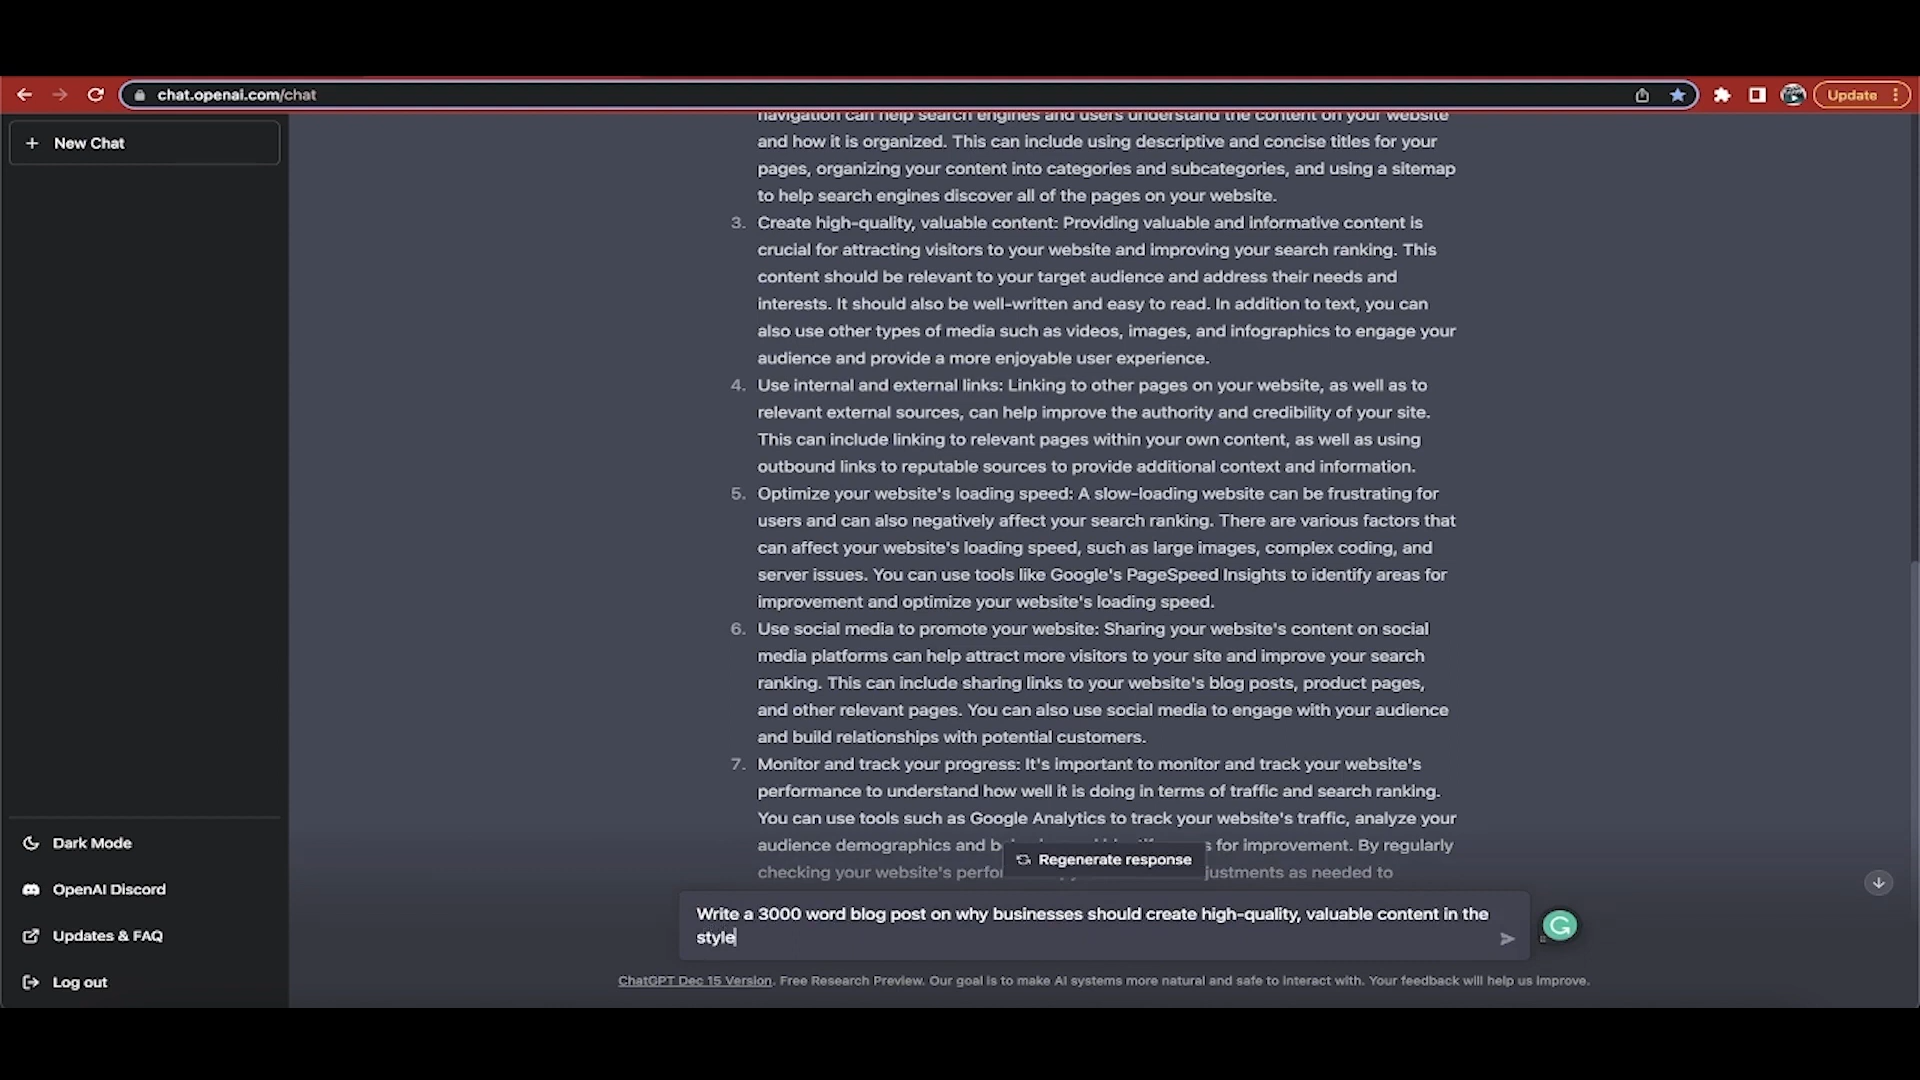 chat.openai.com/chat
Update
New Chat
navigation can help search engines and users understand the content on your website
and how it is organized. This can include using descriptive and concise titles for your
pages, organizing your content into categories and subcategories, and using a sitemap
to help search engines discover all of the pages on your website.
3. Create high-quality, valuable content: Providing valuable and informative content is
crucial for attracting visitors to your website and improving your search ranking. This
content should be relevant to your target audience and address their needs and
interests. It should also be well-written and easy to read. In addition to text, you can
also use other types of media such as videos, images, and infographics to engage your
audience and provide a more enjoyable user experience.
4. Use internal and external links: Linking to other pages on your website, as well as to
relevant external sources, can help improve the authority and credibility of your site.
This can include linking to relevant pages within your own content, as well as using
outbound links to reputable sources to provide additional context and information.
5. Optimize your website's loading speed: A slow-loading website can be frustrating for
users and can also negatively affect your search ranking. There are various factors that
can affect your website's loading speed, such as large images, complex coding, and
server issues. You can use tools like Google's PageSpeed Insights to identify areas for
improvement and optimize your website's loading speed.
6. Use social media to promote your website: Sharing your website's content on social
media platforms can help attract more visitors to your site and improve your search
ranking. This can include sharing links to your website's blog posts, product pages,
and other relevant pages. You can also use social media to engage with your audience
and build relationships with potential customers.
7. Monitor and track your progress: It's important to monitor and track your website's
performance to understand how well it is doing in terms of traffic and search ranking.
You can use tools such as Google Analytics to track your website's traffic, analyze your
audience demographics and for improvement. By regularly
checking your website's as needed to
Regenerate response
Write a 3000 word blog post on why businesses should create high-quality, valuable content in the
style
ChatGPT Dec 15 Version. Free Research Preview. Our goal is to make AI systems more natural and safe to interact with. Your feedback will help us improve.
Dark Mode
OpenAI Discord
Updates & FAQ
Log out